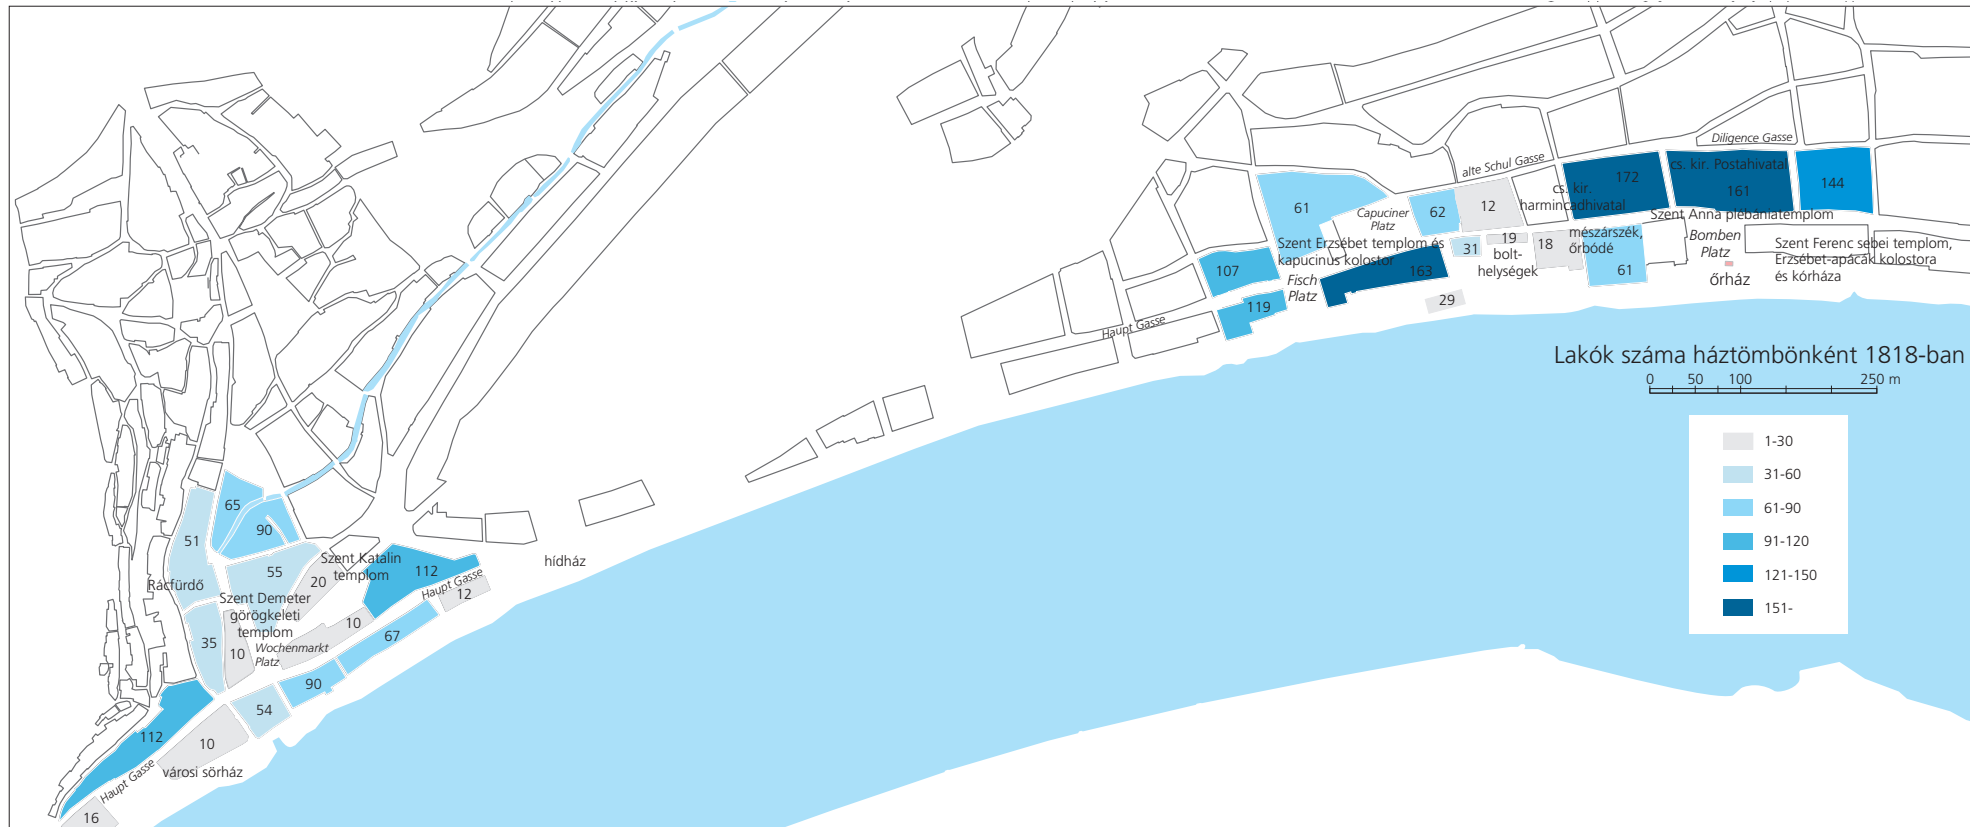 Diligence Gasse
alte Schul Gasse
cs. kir. Postahivatal
172
161
144
cs. kir.
harmincadhivatal
61
62
12
Capuciner
Platz
Szent Anna plébániatemplom
mészárszék,
őrbódé
19
18
31
bolt-
helységek
61
Bomben
Platz
Szent Ferenc sebei templom,
Erzsébet-apácák kolostora
és kórháza
őrház
Szent Erzsébet templom és
kapucinus kolostor
107
163
Fisch
Platz
119
29
Haupt Gasse
Lakók száma háztömbönként 1818-ban
0 50 100 250 m
1-30
31-60
61-90
91-120
121-150
151-
65
90
51
55
20
Szent Katalin
templom
112
Haupt Gasse
12
hídház
Rácfürdő
Szent Demeter
görögkeleti
templom
35
10
Wochenmarkt
Platz
10
67
90
54
112
10
városi sörház
Haupt Gasse
16